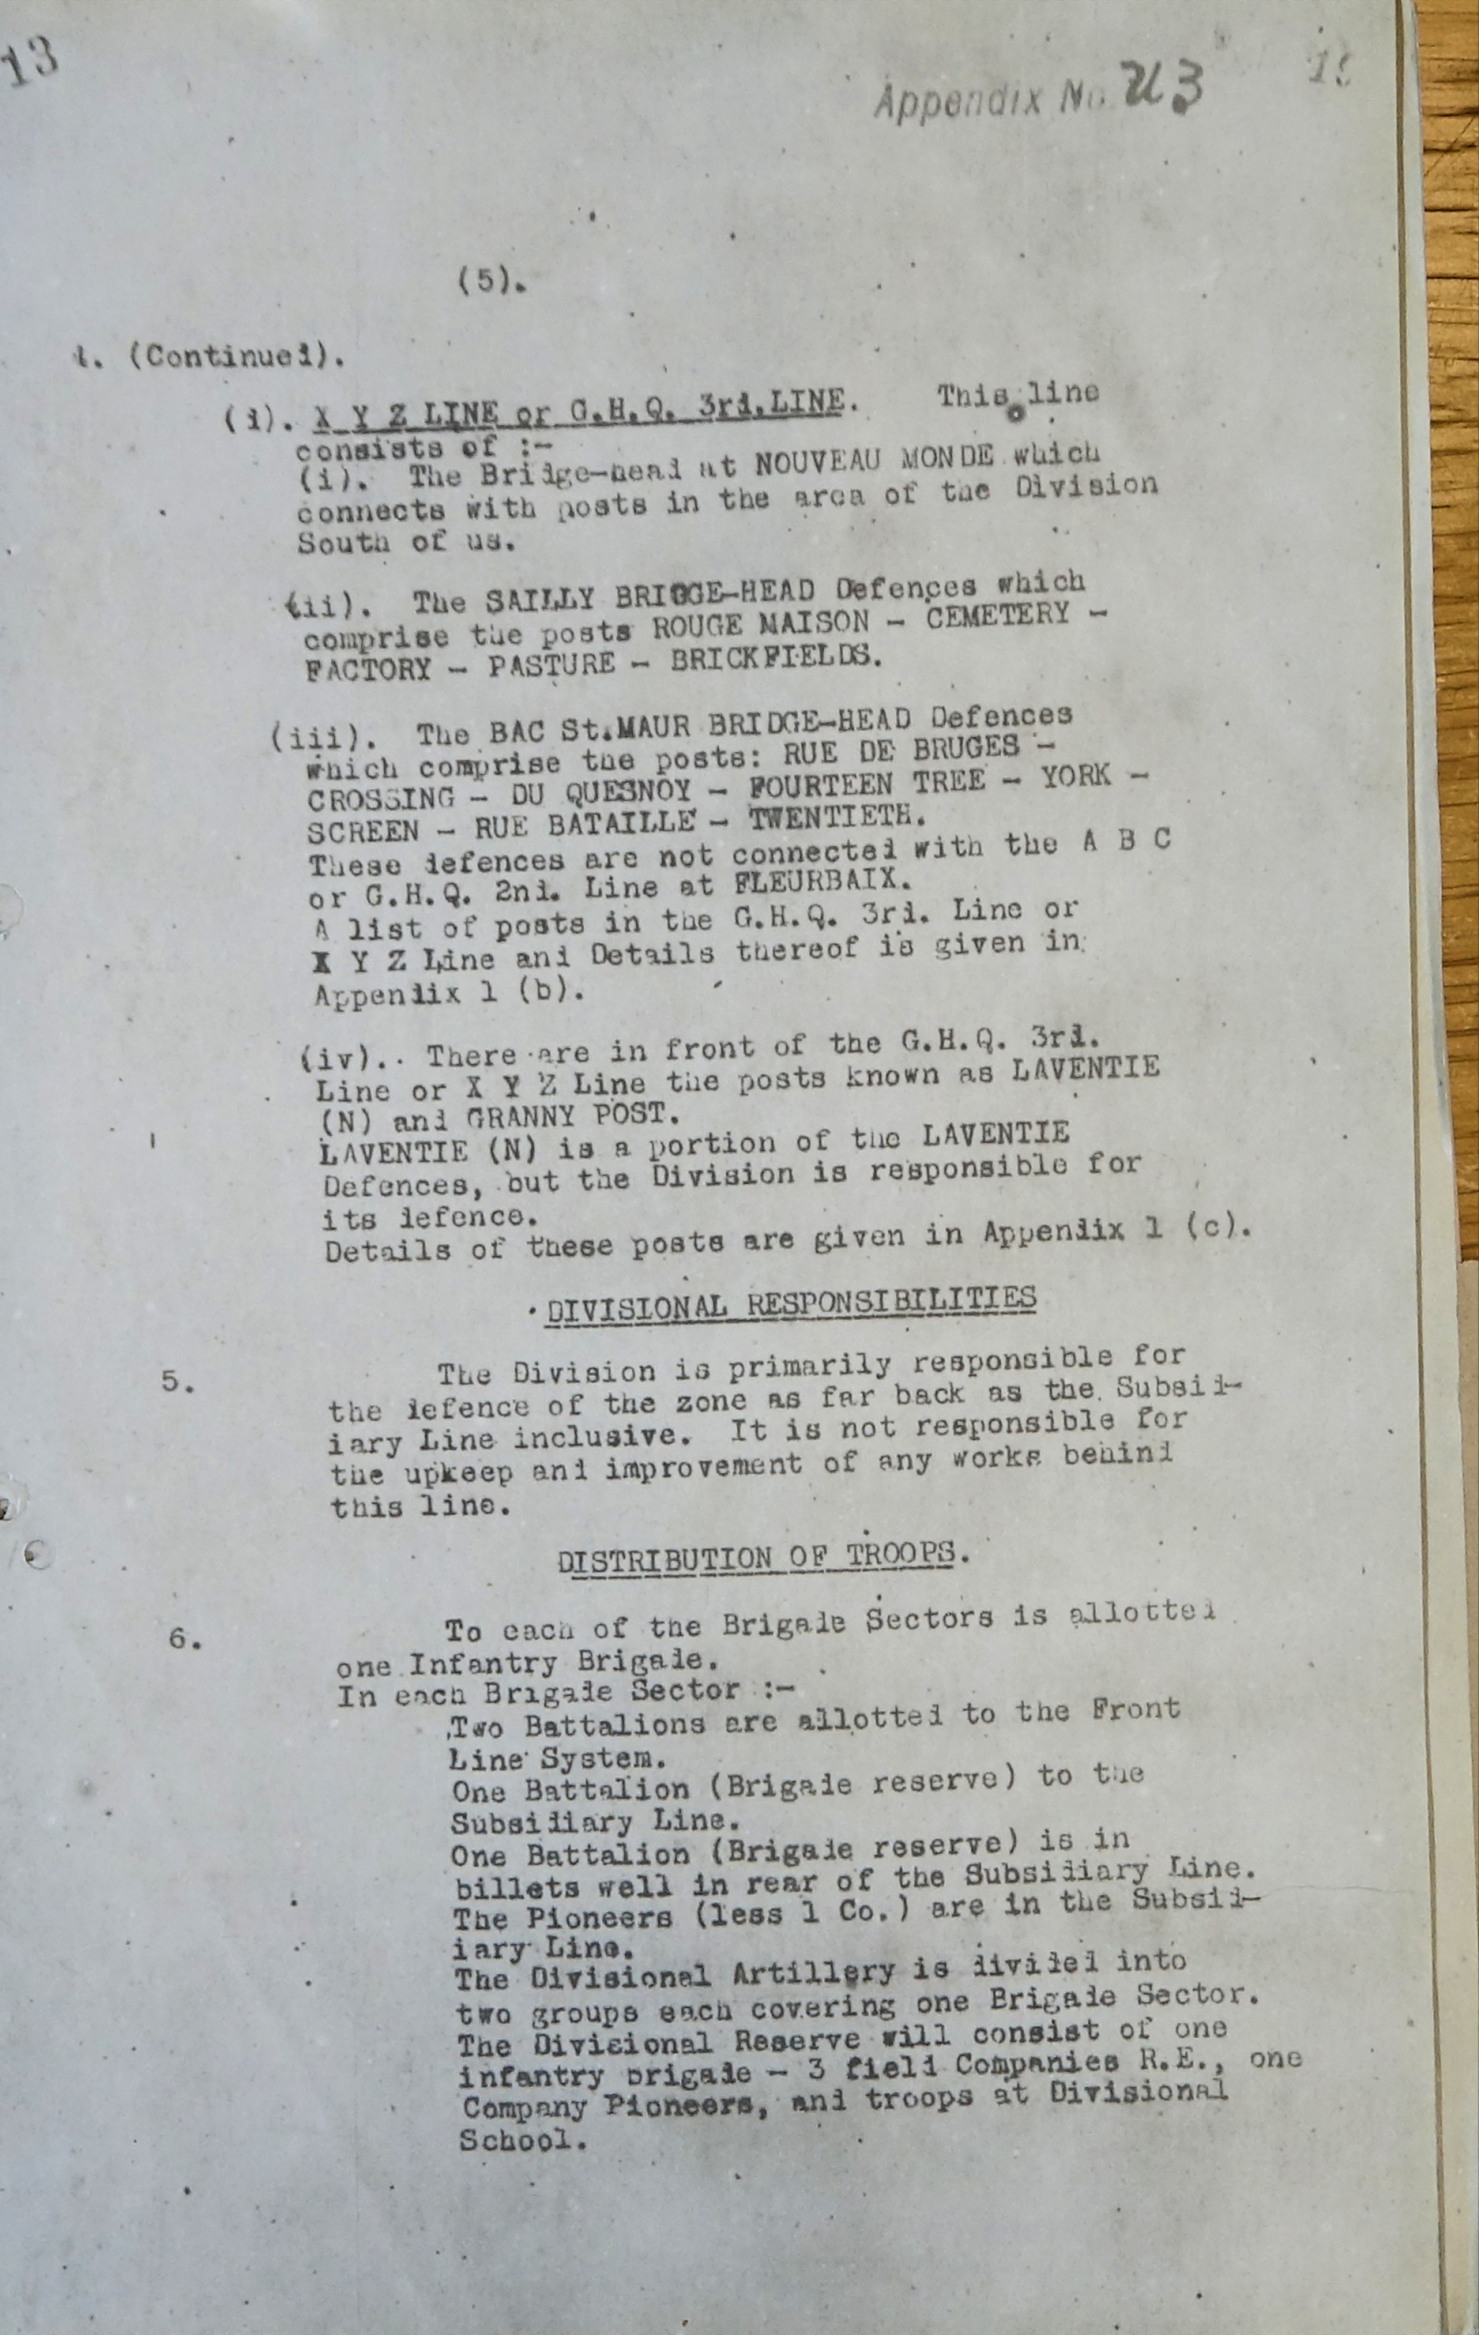 13
Appendix No. U3
(5).
4. (Continued).
(d). X Y Z LINE or G.H.Q. 3rd.LINE. This line
consists of :-
(i). The Bridge-head at NOUVEAU MONDE which
connects with posts in the area of the Division
South of us.
(ii). The SAILLY BRIDGE-HEAD Defences which
comprise the posts ROUGE MAISON - CEMETERY -
FACTORY - PASTURE - BRICKFIELDS.
(iii). The BAC St.MAUR BRIDGE-HEAD Defences
which comprise the posts: RUE DE BRUGES -
CROSSING - DU QUESNOY - FOURTEEN TREE - YORK -
SCREEN - RUE BATAILLE - TWENTIETH.
These defences are not connected with the A B C
or G.H.Q. 2nd. Line at FLEURBAIX.
A list of posts in the G.H.Q. 3rd. Line or
X Y Z Line and Details thereof is given in
Appendix 1 (b).
(iv). There are in front of the G.H.Q. 3rd.
Line or X Y Z Line the posts known as LAVENTIE
(N) and GRANNY POST.
LAVENTIE (N) is a portion of the LAVENTIE
Defences, but the Division is responsible for
its defence.
Details of these posts are given in Appendix 1 (c).
DIVISIONAL RESPONSIBILITIES
5. The Division is primarily responsible for
the defence of the zone as far back as the Subsid-
iary Line inclusive. It is not responsible for
the upkeep and improvement of any works behind
this line.
DISTRIBUTION OF TROOPS.
6. To each of the Brigade Sectors is allotted
one Infantry Brigade.
In each Brigade Sector :-
Two Battalions are allotted to the Front
Line System.
One Battalion (Brigade reserve) to the
Subsidiary Line.
One Battalion (Brigade reserve) is in
billets well in rear of the Subsidiary Line.
The Pioneers (less 1 Co.) are in the Subsid-
iary Line.
The Divisional Artillery is divided into
two groups each covering one Brigade Sector.
The Divisional Reserve will consist of one
infantry brigade - 3 field Companies R.E., one
Company Pioneers, and troops at Divisional
School.